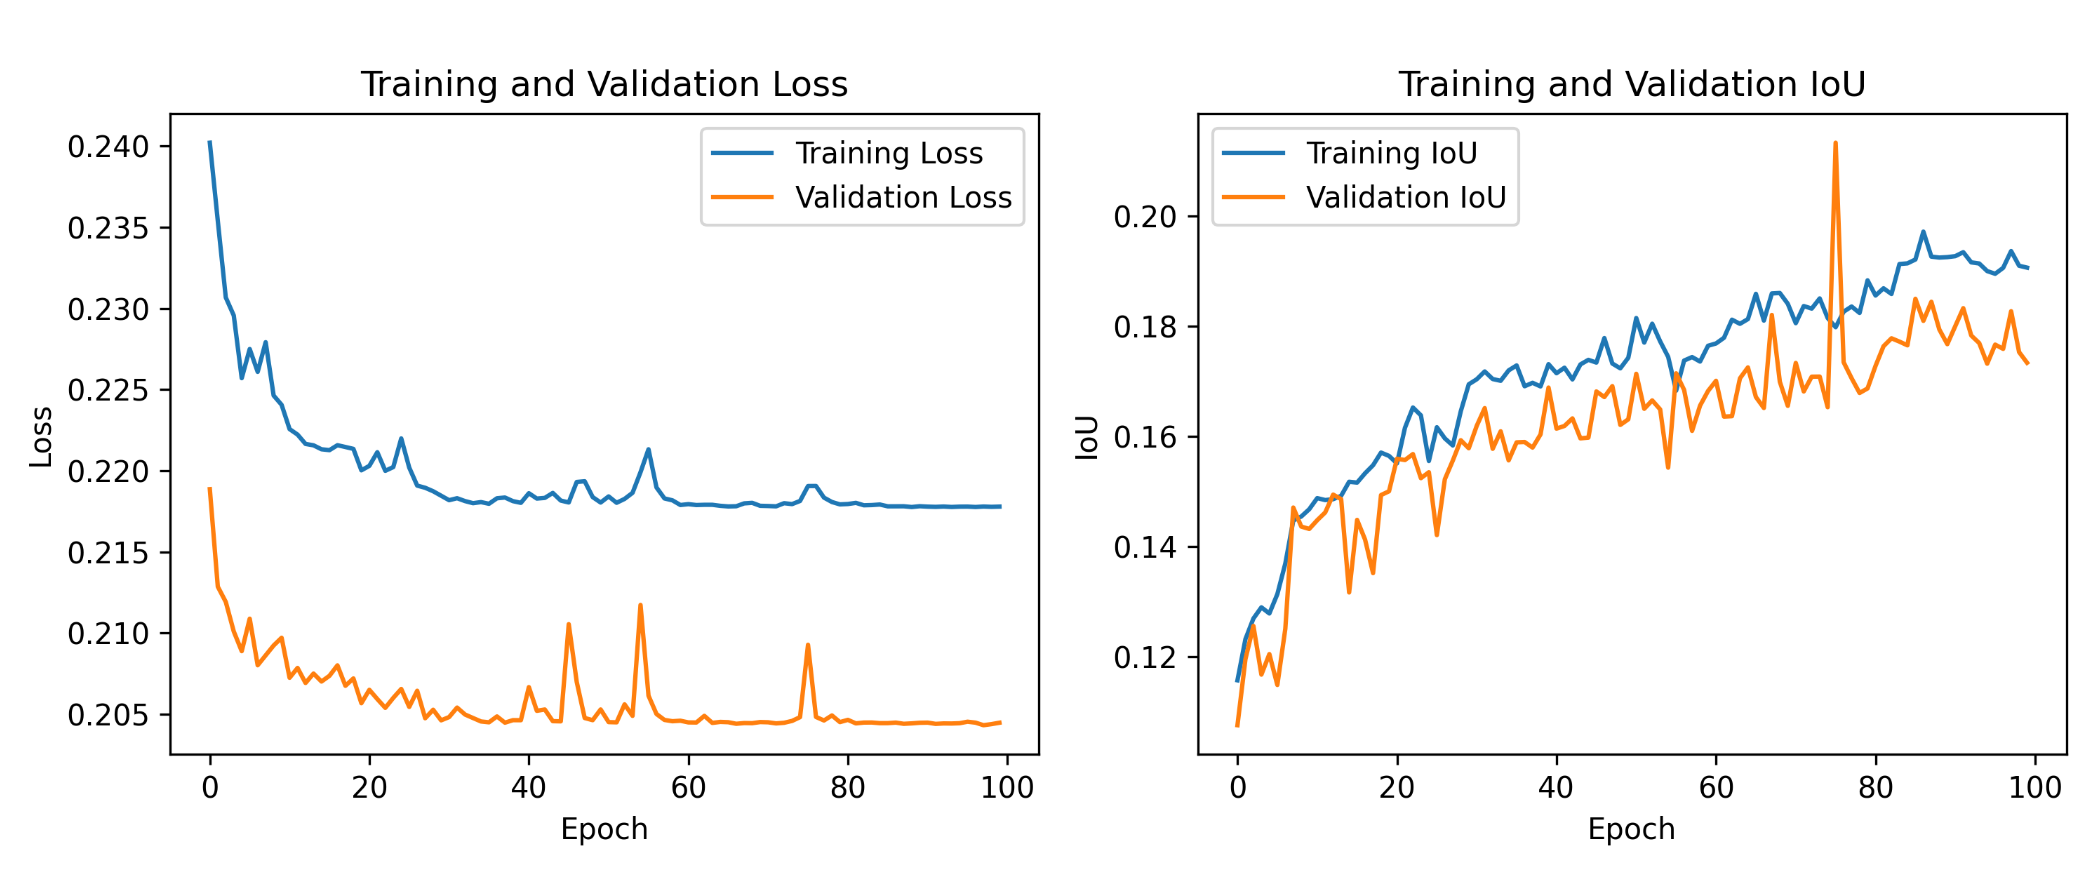 Training and Validation Loss
0.240
0.235
0.230
0.225
0.220
0.215
0.210
0.205
Loss
Training Loss
Validation Loss
0 20 40 60 80 100
Epoch
Training and Validation IoU
0.20
0.18
0.16
0.14
0.12
IoU
Training IoU
Validation IoU
0 20 40 60 80 100
Epoch